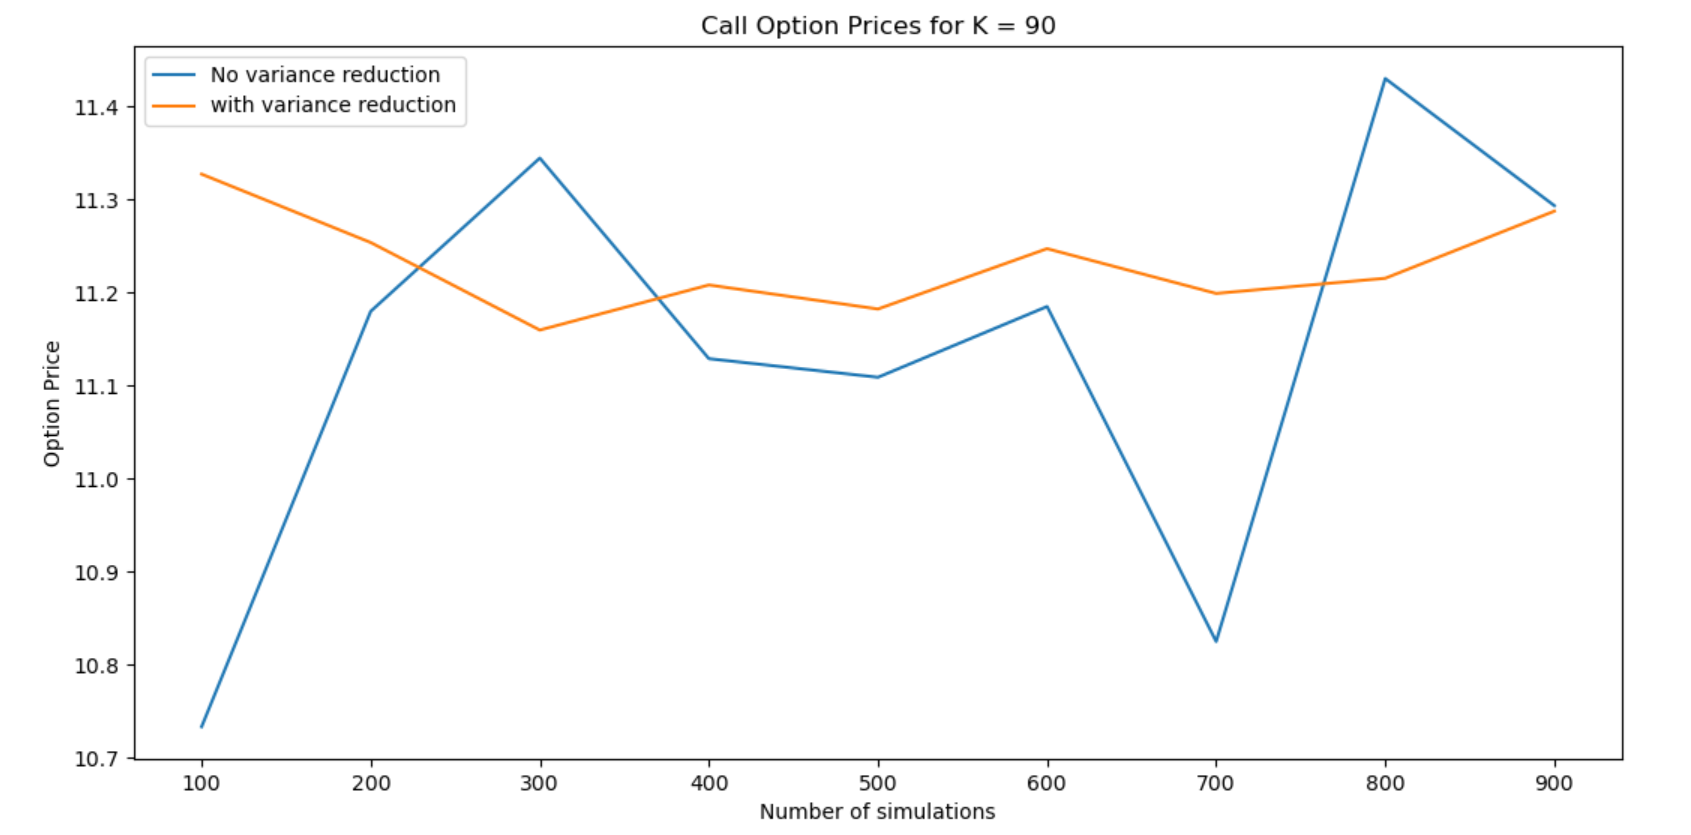 Call Option Prices for K = 90
No variance reduction
with variance reduction
11.4
11.3
11.2
11.1
11.0
10.9
10.8
10.7
Option Price
100 200 300 400 500 600 700 800 900
Number of simulations